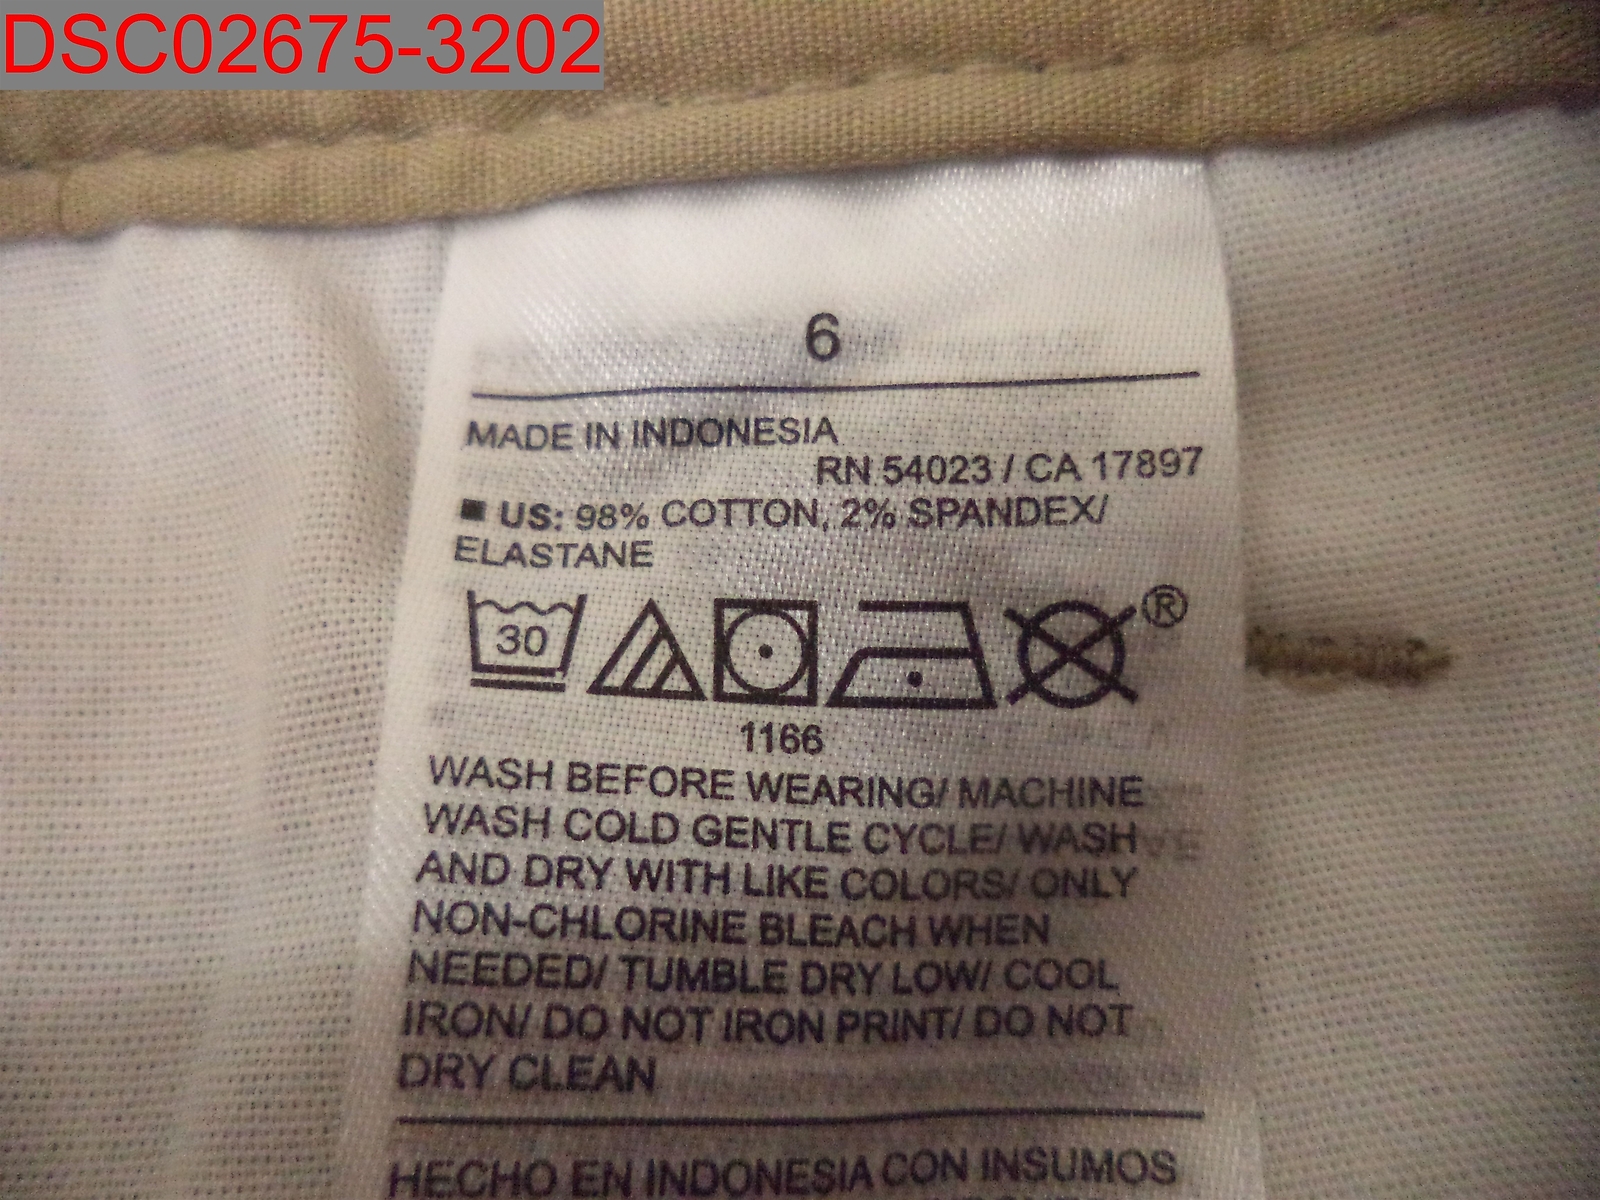 DSC02675-3202
6
MADE IN INDONESIA
RN 54023 / CA 17897
■ US: 98% COTTON, 2% SPANDEX/
ELASTANE
30
®
1166
WASH BEFORE WEARING/ MACHINE
WASH COLD GENTLE CYCLE/ WASH
AND DRY WITH LIKE COLORS/ ONLY
NON-CHLORINE BLEACH WHEN
NEEDED/ TUMBLE DRY LOW/ COOL
IRON/ DO NOT IRON PRINT/ DO NOT
DRY CLEAN
HECHO EN INDONESIA CON INSUMOS